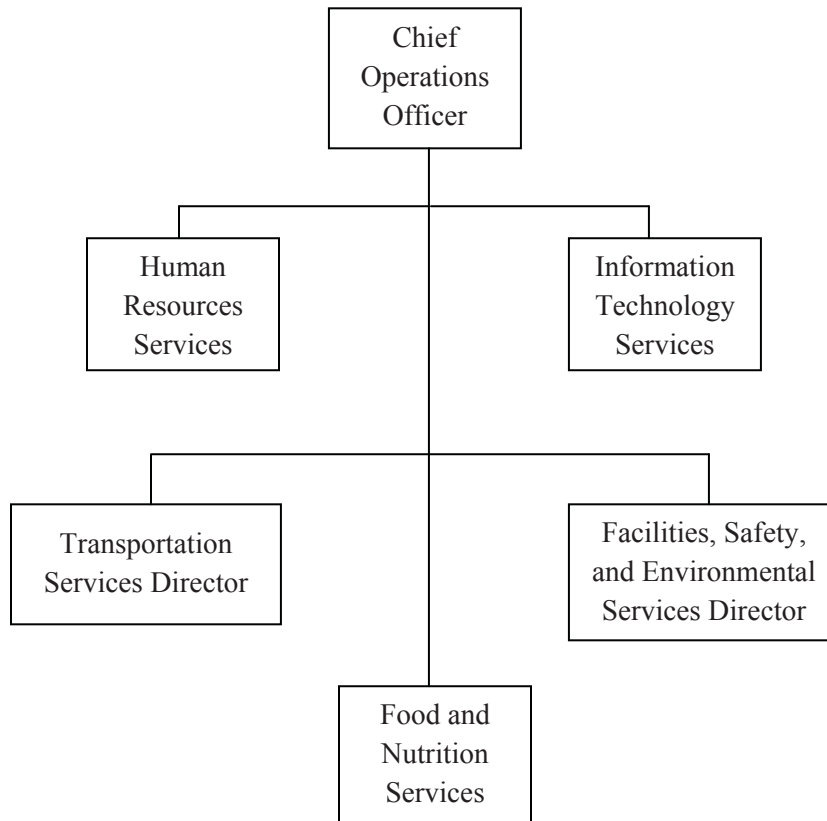 Chief
Operations
Officer
Human
Resources
Services
Information
Technology
Services
Transportation
Services Director
Facilities, Safety,
and Environmental
Services Director
Food and
Nutrition
Services